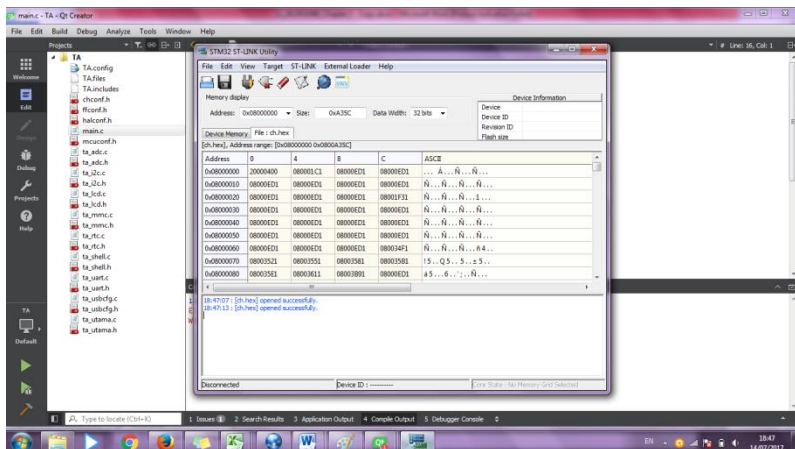 main.c - TA - Qt Creator
File Edit Build Debug Analyze Tools Window Help
Projects
Line: 16, Col: 1
Welcome
Edit
Design
Debug
Projects
Help
TA
Default
TA
TA.config
TA.files
TA.includes
chconf.h
ffconf.h
halconf.h
main.c
mcuconf.h
ta_adc.c
ta_adc.h
ta_i2c.c
ta_i2c.h
ta_lcd.c
ta_lcd.h
ta_mmc.c
ta_mmc.h
ta_rtc.c
ta_rtc.h
ta_shell.c
ta_shell.h
ta_uart.c
ta_uart.h
ta_usbcfg.c
ta_usbcfg.h
ta_utama.c
ta_utama.h
STM32 ST-LINK Utility
File Edit View Target ST-LINK External Loader Help
Memory display
Device Information
Address: 0x08000000 Size: 0xA35C Data Width: 32 bits
Device
Device ID
Revision ID
Flash size
Device Memory File : ch.hex
[ch.hex], Address range: [0x08000000 0x0800A35C]
Address 0 4 8 C ASCII
0x08000000 20000400 080001C1 08000ED1 08000ED1 ... Á...Ñ...Ñ...
0x08000010 08000ED1 08000ED1 08000ED1 08000ED1 Ñ...Ñ...Ñ...Ñ...
0x08000020 08000ED1 08000ED1 08000ED1 08001F31 Ñ...Ñ...Ñ...1...
0x08000030 08000ED1 08000ED1 08000ED1 08000ED1 Ñ...Ñ...Ñ...Ñ...
0x08000040 08000ED1 08000ED1 08000ED1 08000ED1 Ñ...Ñ...Ñ...Ñ...
0x08000050 08000ED1 08000ED1 08000ED1 08000ED1 Ñ...Ñ...Ñ...Ñ...
0x08000060 08000ED1 08000ED1 08000ED1 080034F1 Ñ...Ñ...Ñ...ñ4..
0x08000070 08003521 08003551 08003581 080035B1 !5..Q5..5..±5..
0x08000080 080035E1 08003611 08003B91 08000ED1
18:47:07 : [ch.hex] opened successfully.
18:47:13 : [ch.hex] opened successfully.
Disconnected Device ID : ---------- Core State : No Memory Grid Selected
Type to locate (Ctrl+K) 1 Issues 1 2 Search Results 3 Application Output 4 Compile Output 5 Debugger Console
EN 18:47
14/07/2017